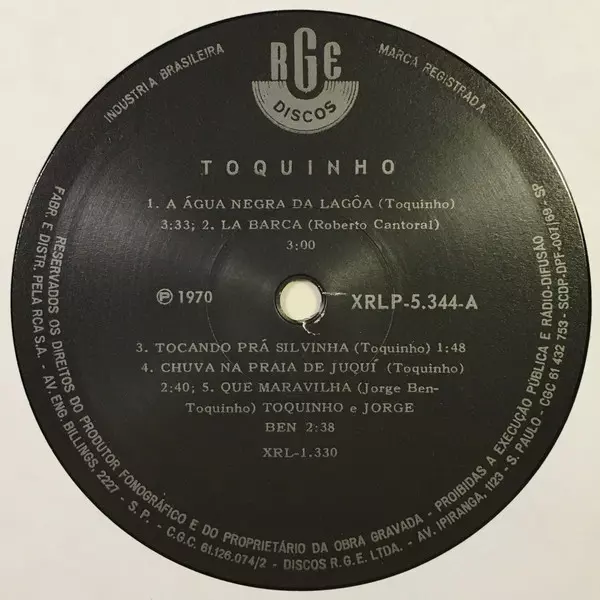 INDUSTRIA BRASILEIRA
RGE
DISCOS
MARCA REGISTRADA
TOQUINHO
1. A ÁGUA NEGRA DA LAGÔA (Toquinho)
3:33; 2. LA BARCA (Roberto Cantoral)
3:00
℗ 1970
XRLP-5.344-A
3. TOCANDO PRÁ SILVINHA (Toquinho) 1:48
4. CHUVA NA PRAIA DE JUQUÍ (Toquinho)
2:40; 5. QUE MARAVILHA (Jorge Ben-
Toquinho) TOQUINHO e JORGE
BEN 2:38
XRL-1.330
RESERVADOS OS DIREITOS DO PRODUTOR FONOGRÁFICO E DO PROPRIETÁRIO DA OBRA GRAVADA - PROIBIDAS A EXECUÇÃO PÚBLICA E RÁDIO-DIFUSÃO
FABR. E DISTR. PELA RCA S.A. - AV. ENG. BILLINGS, 2227 - S.P. - C.G.C. 61.126.074/2 - DISCOS R.G.E. LTDA. - AV. IPIRANGA, 1123 - S. PAULO - CGC 61 432 753 - SCDP-DPF-007/69 - SP